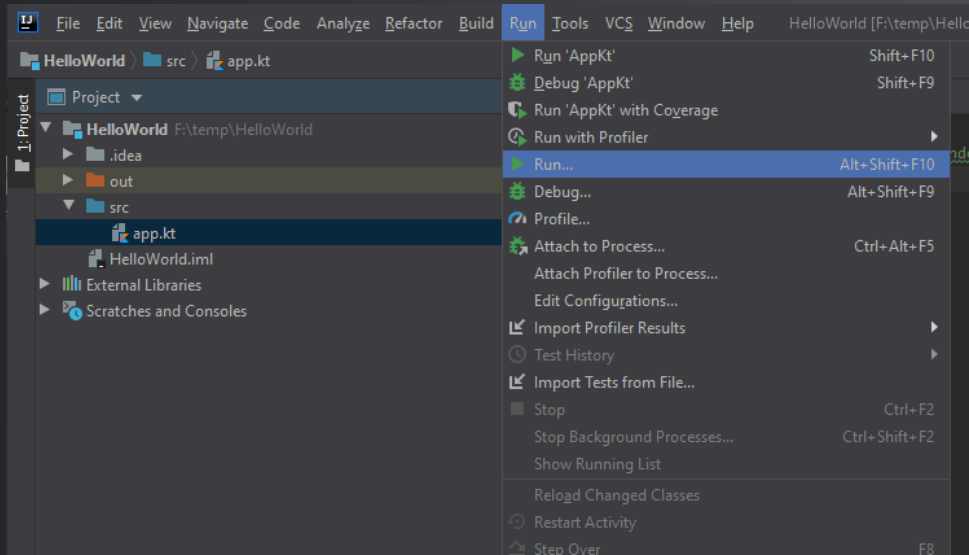 IJ File Edit View Navigate Code Analyze Refactor Build Run Tools VCS Window Help HelloWorld [F:\temp\Hello
HelloWorld src app.kt
1: Project
Project
HelloWorld F:\temp\HelloWorld
.idea
out
src
app.kt
HelloWorld.iml
External Libraries
Scratches and Consoles
Run 'AppKt' Shift+F10
Debug 'AppKt' Shift+F9
Run 'AppKt' with Coverage
Run with Profiler
Run... Alt+Shift+F10
Debug... Alt+Shift+F9
Profile...
Attach to Process... Ctrl+Alt+F5
Attach Profiler to Process...
Edit Configurations...
Import Profiler Results
Test History
Import Tests from File...
Stop Ctrl+F2
Stop Background Processes... Ctrl+Shift+F2
Show Running List
Reload Changed Classes
Restart Activity
Step Over F8